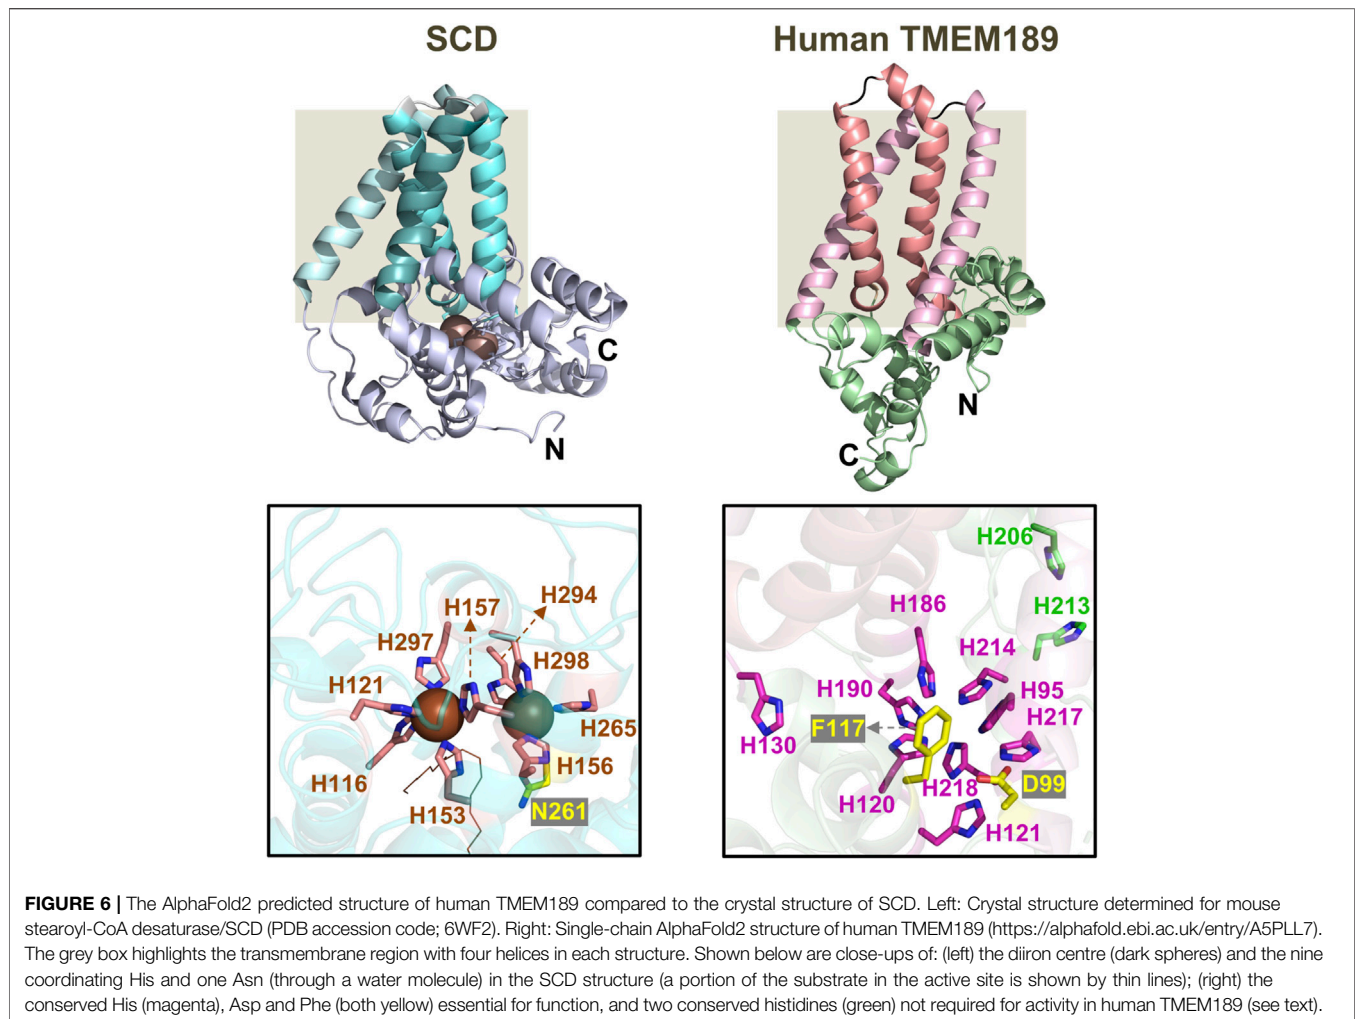 SCD
Human TMEM189
C
N
N
C
H157
H294
H297
H298
H121
H265
H116
H156
H153
N261
H206
H186
H213
H214
H190
H95
F117
H217
H130
H218
D99
H120
H121
FIGURE 6 | The AlphaFold2 predicted structure of human TMEM189 compared to the crystal structure of SCD. Left: Crystal structure determined for mouse
stearoyl-CoA desaturase/SCD (PDB accession code; 6WF2). Right: Single-chain AlphaFold2 structure of human TMEM189 (https://alphafold.ebi.ac.uk/entry/A5PLL7).
The grey box highlights the transmembrane region with four helices in each structure. Shown below are close-ups of: (left) the diiron centre (dark spheres) and the nine
coordinating His and one Asn (through a water molecule) in the SCD structure (a portion of the substrate in the active site is shown by thin lines); (right) the
conserved His (magenta), Asp and Phe (both yellow) essential for function, and two conserved histidines (green) not required for activity in human TMEM189 (see text).